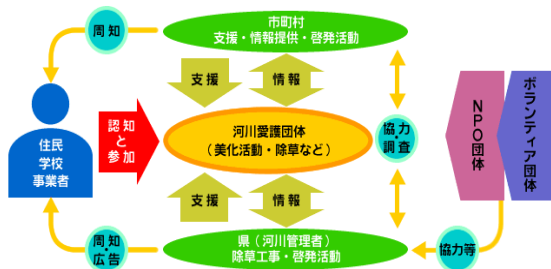 市町村
支援・情報提供・啓発活動
周知
支援
情報
住民
学校
事業者
認知
と
参加
河川愛護団体
(美化活動・除草など)
協力
・
調査
NPO団体
ボランティア団体
支援
情報
周知
・
広告
県(河川管理者)
除草工事・啓発活動
協力等